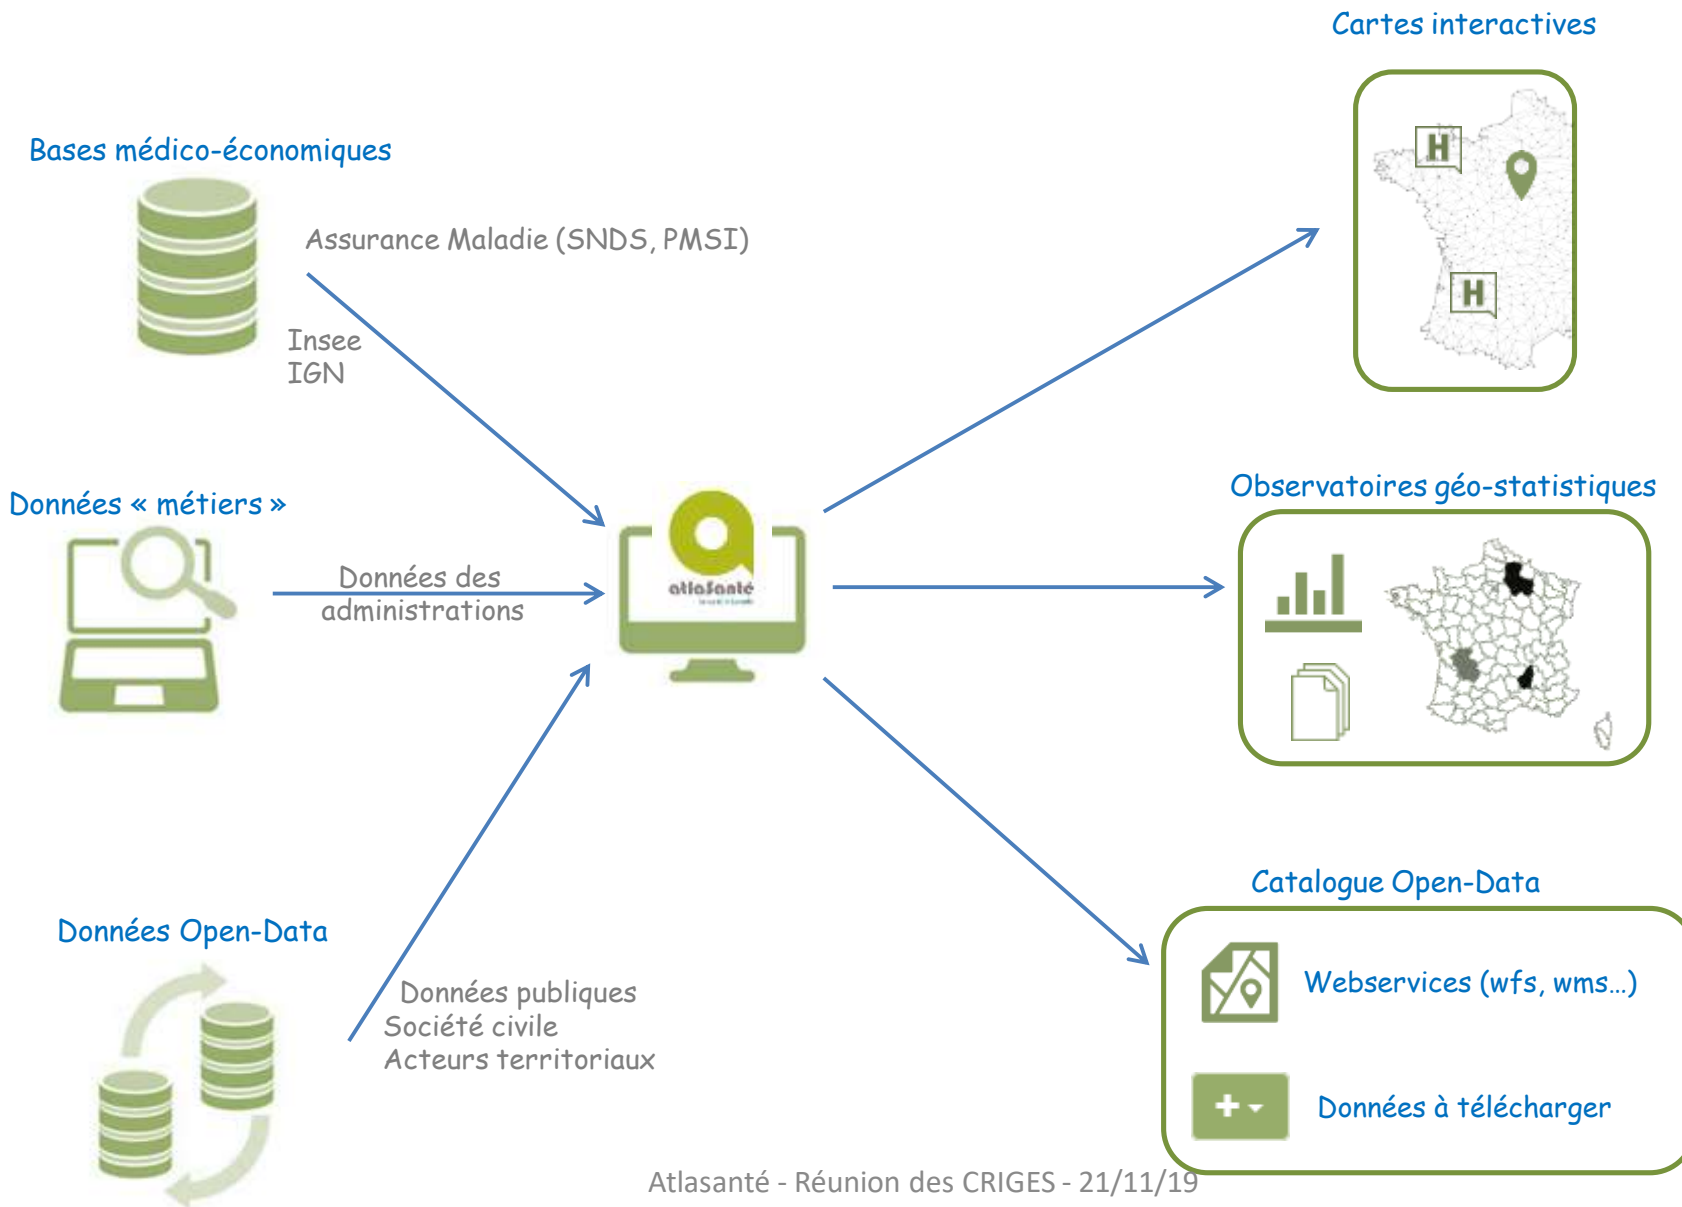 Cartes interactives
Bases médico-économiques
H
Assurance Maladie (SNDS, PMSI)
H
Insee
IGN
Données « métiers »
Observatoires géo-statistiques
Données des
administrations
atlaSanté
Catalogue Open-Data
Données Open-Data
Webservices (wfs, wms…)
Données publiques
Société civile
Acteurs territoriaux
Données à télécharger
Atlasanté - Réunion des CRIGES - 21/11/19